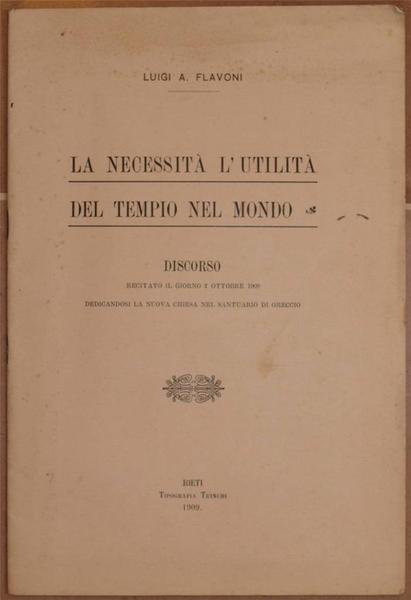 LUIGI A. FLAVONI
LA NECESSITÀ L'UTILITÀ
DEL TEMPIO NEL MONDO
DISCORSO
RECITATO IL GIORNO OTTOBRE 1909
DEDICANDOSI LA NUOVA CHIESA NEL SANTUARIO DI GRECCIO
RIETI
TIPOGRAFIA TRINCHI
1909.